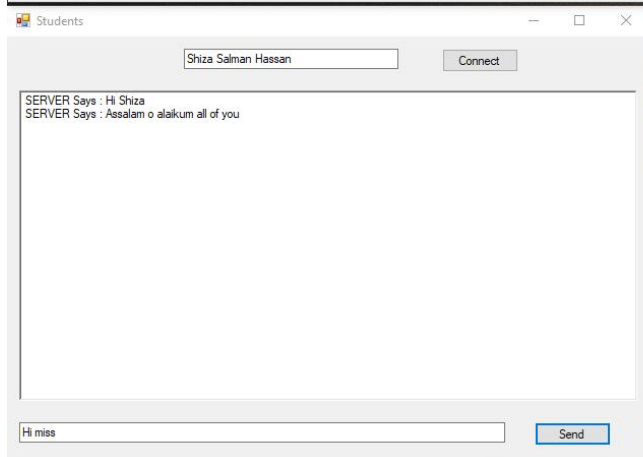 Students
Shiza Salman Hassan
Connect
SERVER Says : Hi Shiza
SERVER Says : Assalam o alaikum all of you
Hi miss
Send